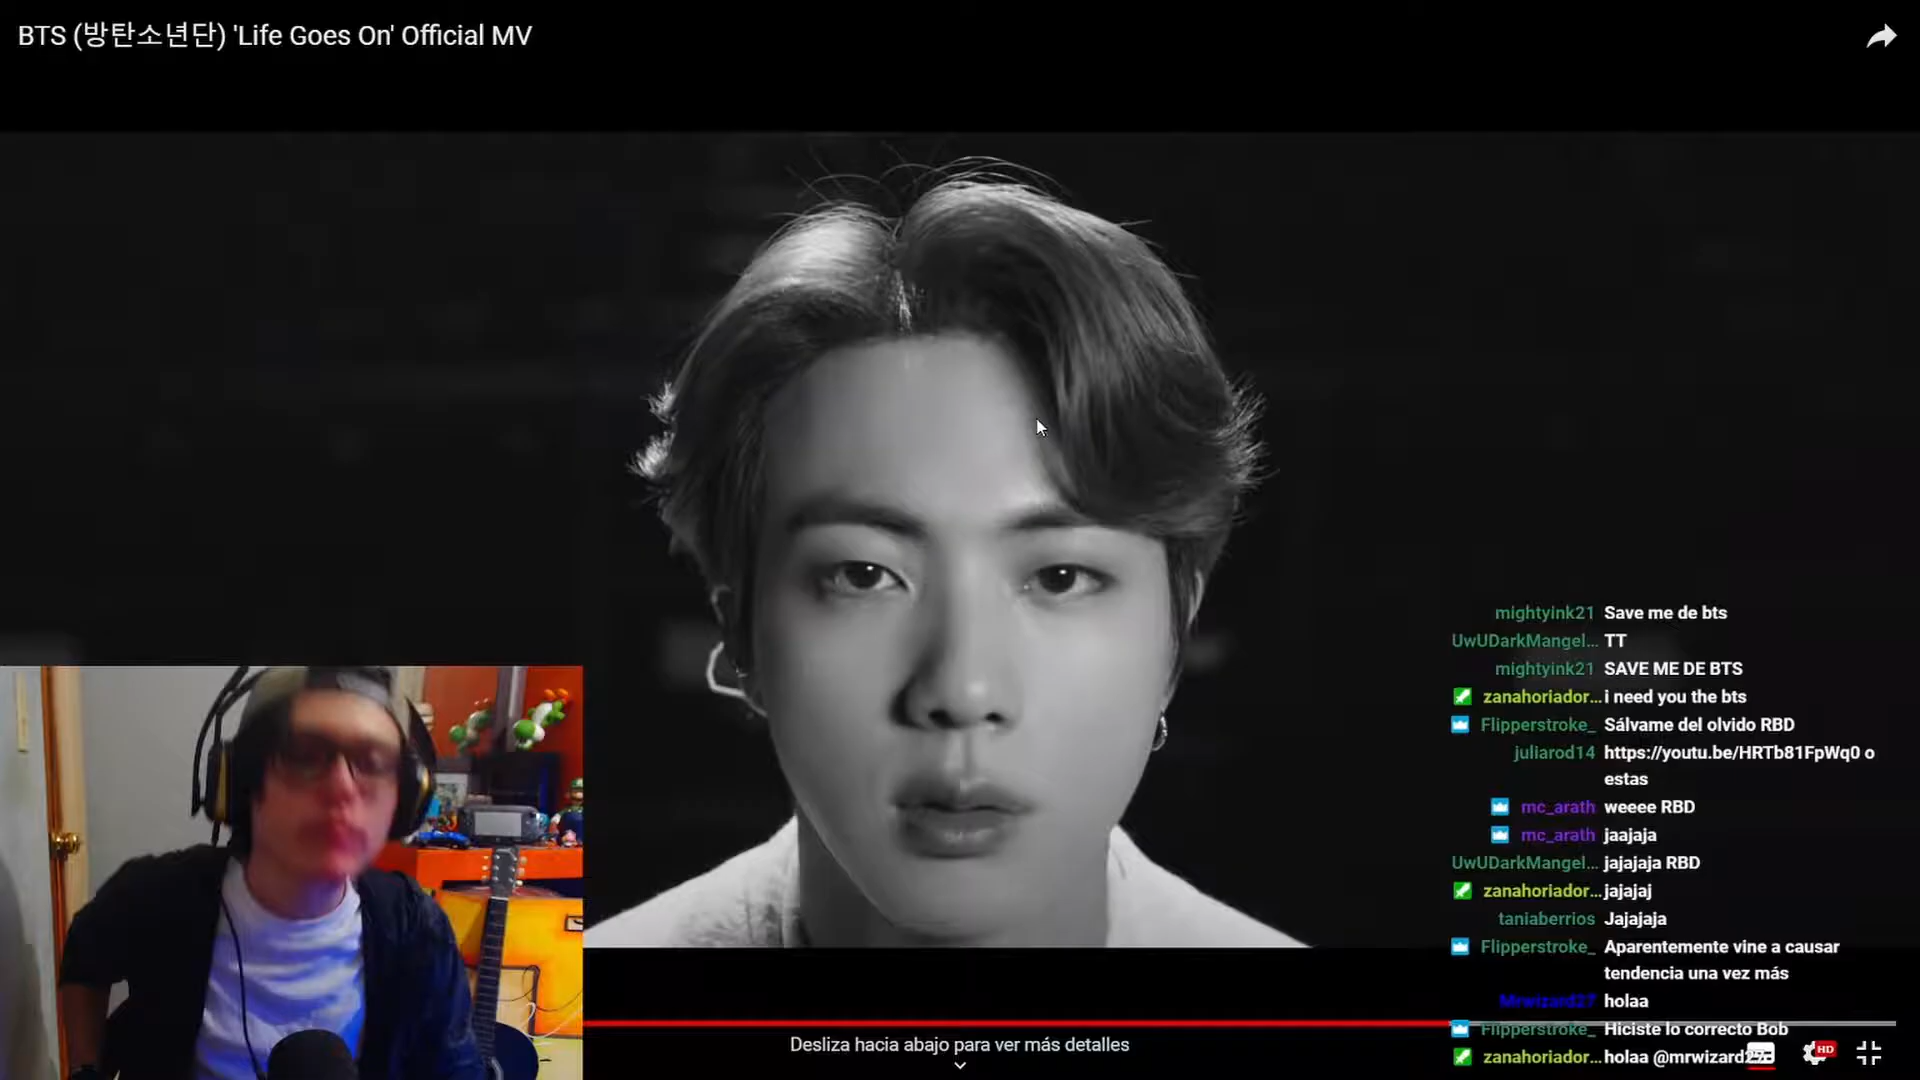 BTS (방탄소년단) 'Life Goes On' Official MV
mightyink21 Save me de bts
UwUDarkMangel... TT
mightyink21 SAVE ME DE BTS
zanahoriador... i need you the bts
Flipperstroke_ Sálvame del olvido RBD
juliarod14 https://youtu.be/HRTb81FpWq0 o
estas
mc_arath weeee RBD
mc_arath jaajaja
UwUDarkMangel... jajajaja RBD
zanahoriador... jajajaj
taniaberrios Jajajaja
Flipperstroke_ Aparentemente vine a causar
tendencia una vez más
Mrwizard27 holaa
Flipperstroke_ Hiciste lo correcto Bob
zanahoriador... holaa @mrwizard27
Desliza hacia abajo para ver más detalles
HD